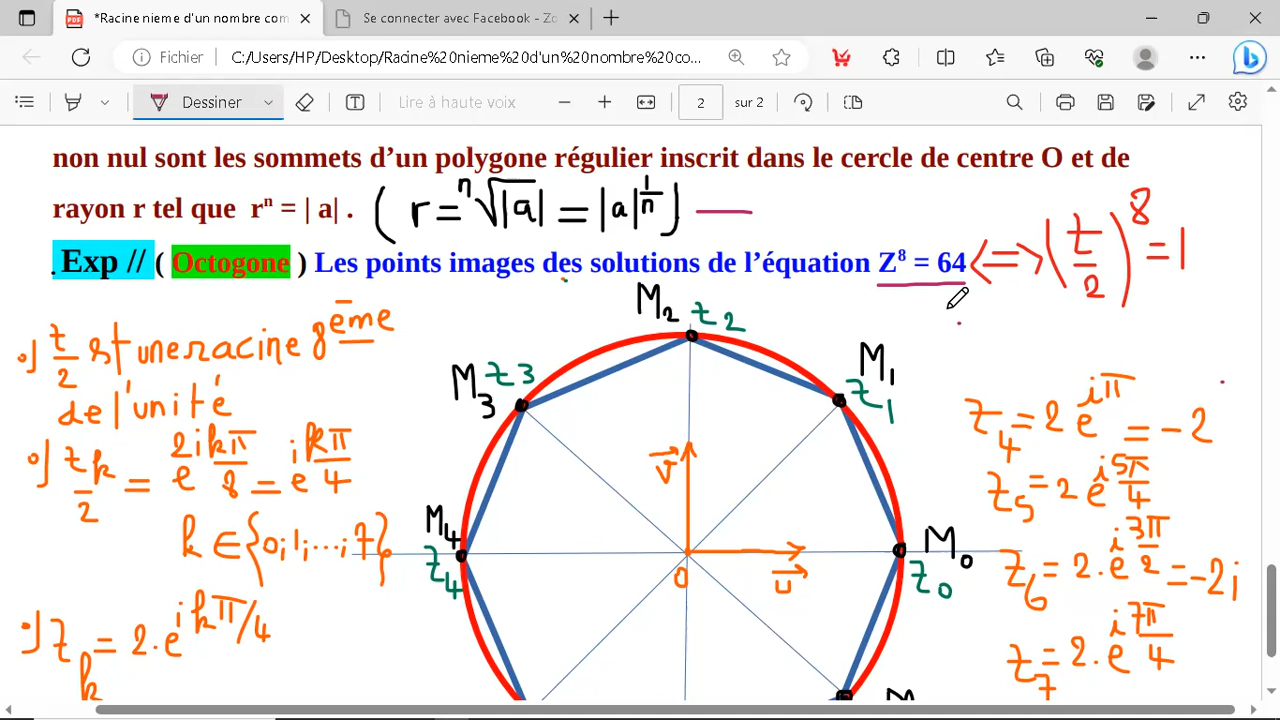 *Racine nieme d'un nombre com
Se connecter avec Facebook - Zo
Fichier
C:/Users/HP/Desktop/Racine%20nieme%20d'un%20nombre%20co...
Dessiner
Lire à haute voix
2
sur 2
non nul sont les sommets d’un polygone régulier inscrit dans le cercle de centre O et de
rayon r tel que rⁿ = | a| . ( r = ⁿ√|a| = |a|^(1/n) )
. Exp // ( Octogone ) Les points images des solutions de l’équation Z⁸ = 64 <=> (z/2)⁸ = 1
•) z/2 est une racine 8ème
de l'unité
•) zk/2 = e^(2ikπ/8) = e^(ikπ/4)
k ∈ {0;1;...;7}
•) zk = 2.e^(ikπ/4)
M2 z2
M3 z3
M1
z1
M4
z4
M0
z0
V
O
u
z4 = 2 e^(iπ) = -2
z5 = 2 e^(i5π/4)
z6 = 2.e^(i3π/2) = -2i
z7 = 2.e^(i7π/4)